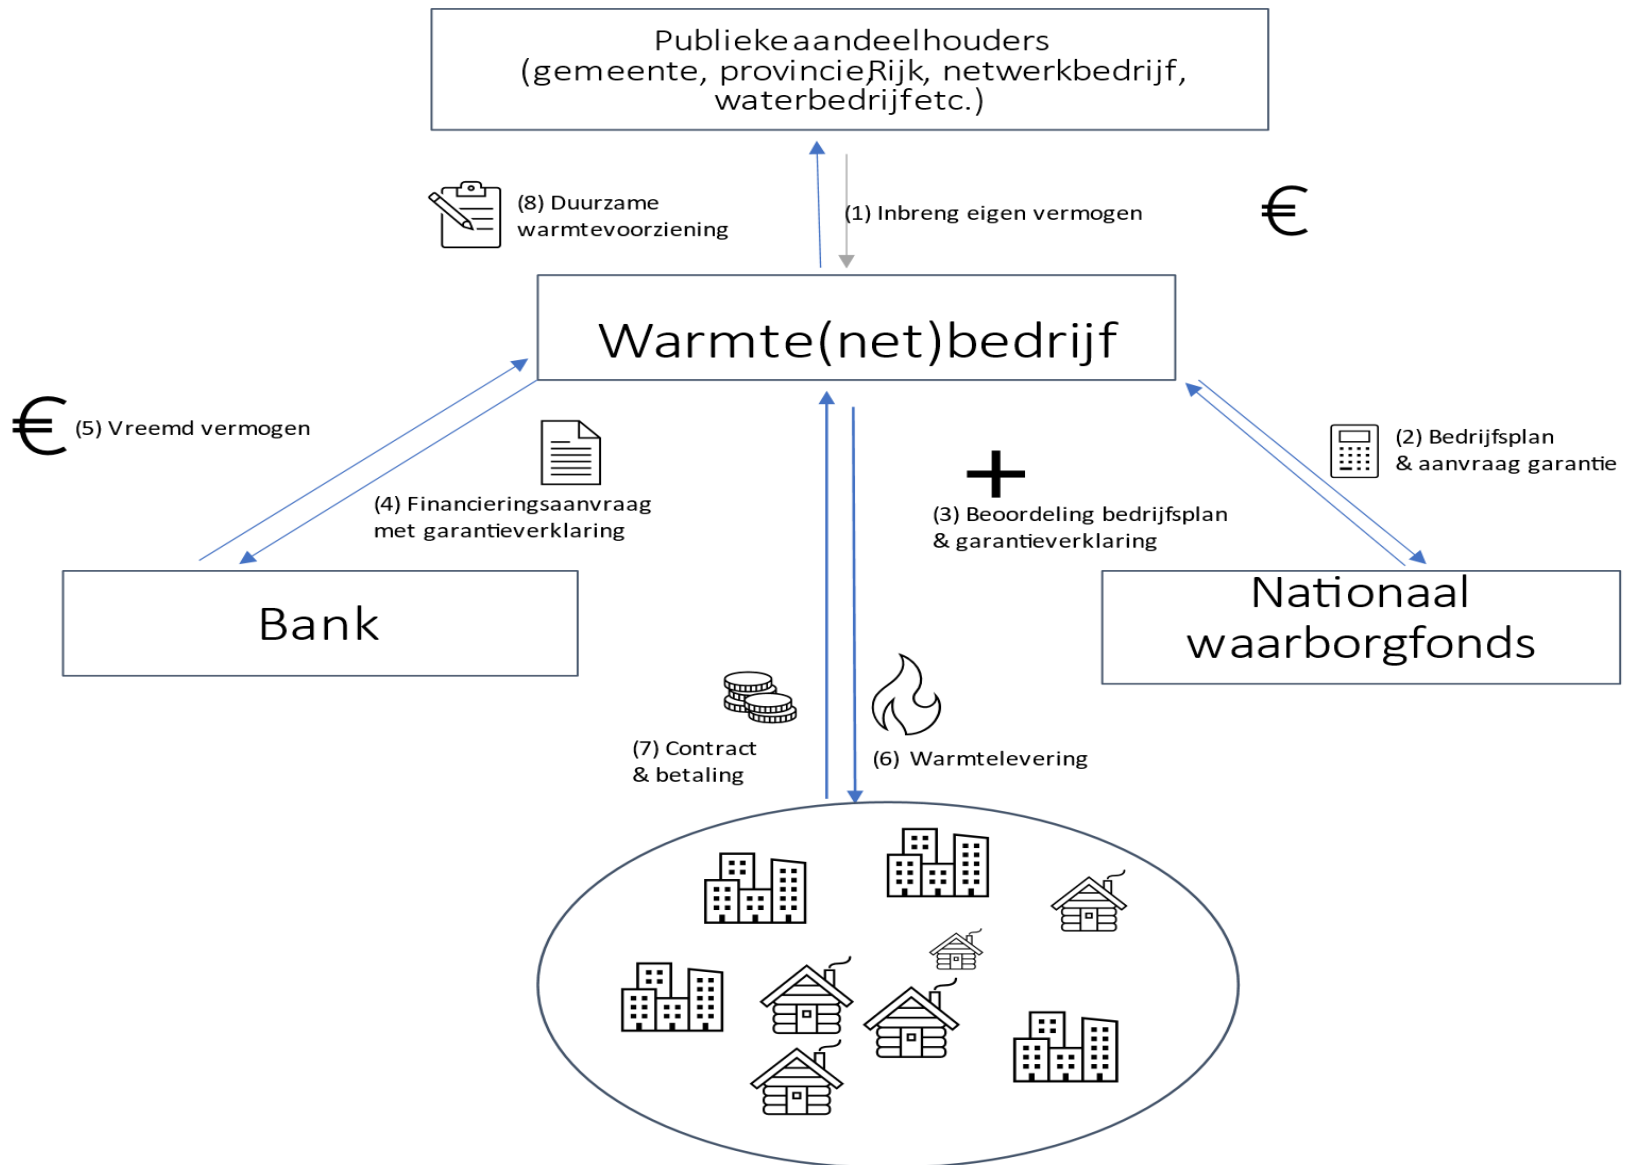 Publieke aandeelhouders
(gemeente, provincie, Rijk, netwerkbedrijf,
waterbedrijf etc.)
(8) Duurzame
warmtevoorziening
(1) Inbreng eigen vermogen
€
Warmte(net)bedrijf
€
(5) Vreemd vermogen
(4) Financieringsaanvraag
met garantieverklaring
(2) Bedrijfsplan
& aanvraag garantie
(3) Beoordeling bedrijfsplan
& garantieverklaring
Bank
Nationaal
waarborgfonds
(7) Contract
& betaling
(6) Warmtelevering